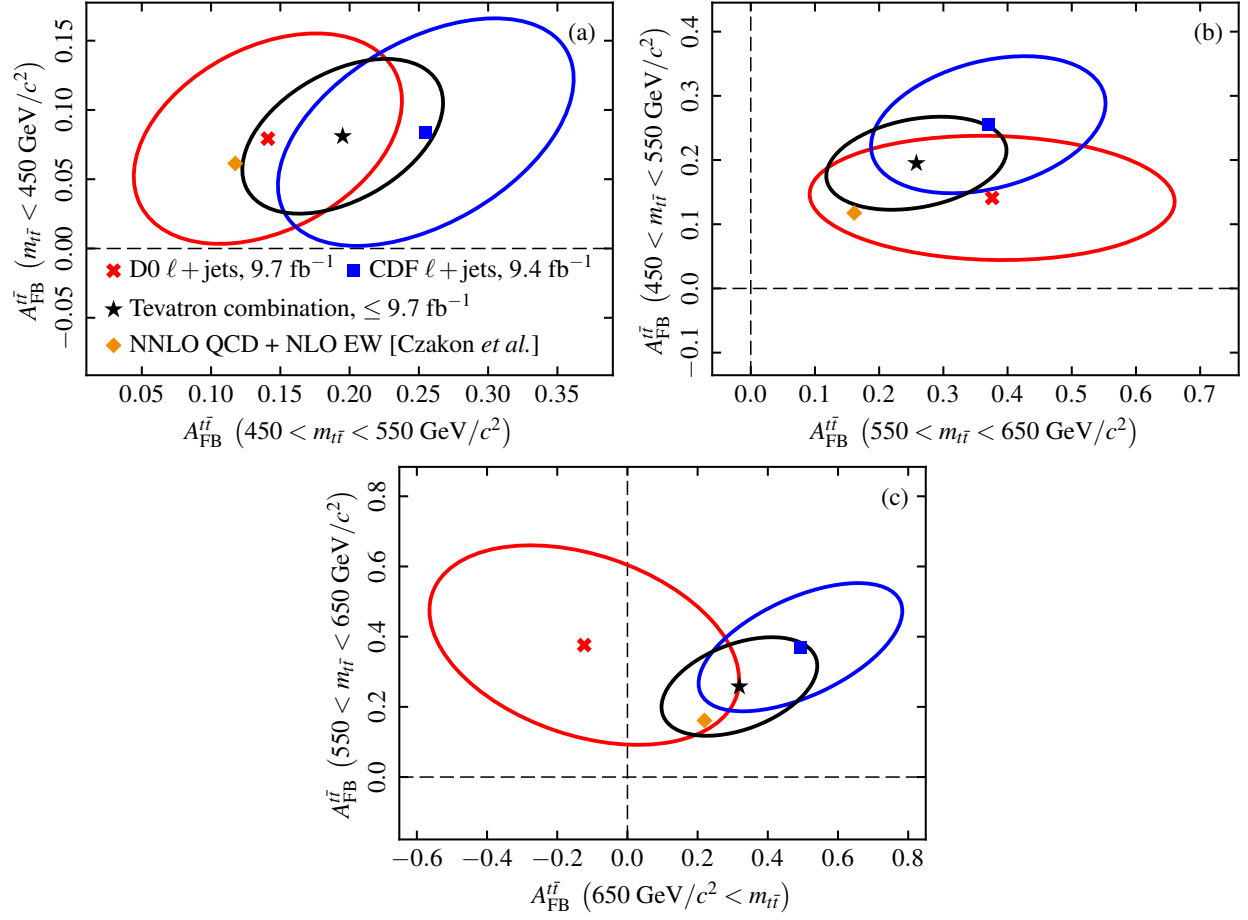 (a)
0.15
0.10
0.05
0.00
−0.05
A_FB^{tt̄} (m_{tt̄} < 450 GeV/c²)
D0 ℓ+jets, 9.7 fb⁻¹ CDF ℓ+jets, 9.4 fb⁻¹
Tevatron combination, ≤ 9.7 fb⁻¹
NNLO QCD + NLO EW [Czakon et al.]
0.05 0.10 0.15 0.20 0.25 0.30 0.35
A_FB^{tt̄} (450 < m_{tt̄} < 550 GeV/c²)
(b)
0.4
0.3
0.2
0.1
0.0
−0.1
A_FB^{tt̄} (450 < m_{tt̄} < 550 GeV/c²)
0.0 0.1 0.2 0.3 0.4 0.5 0.6 0.7
A_FB^{tt̄} (550 < m_{tt̄} < 650 GeV/c²)
(c)
0.8
0.6
0.4
0.2
0.0
A_FB^{tt̄} (550 < m_{tt̄} < 650 GeV/c²)
−0.6 −0.4 −0.2 0.0 0.2 0.4 0.6 0.8
A_FB^{tt̄} (650 GeV/c² < m_{tt̄})